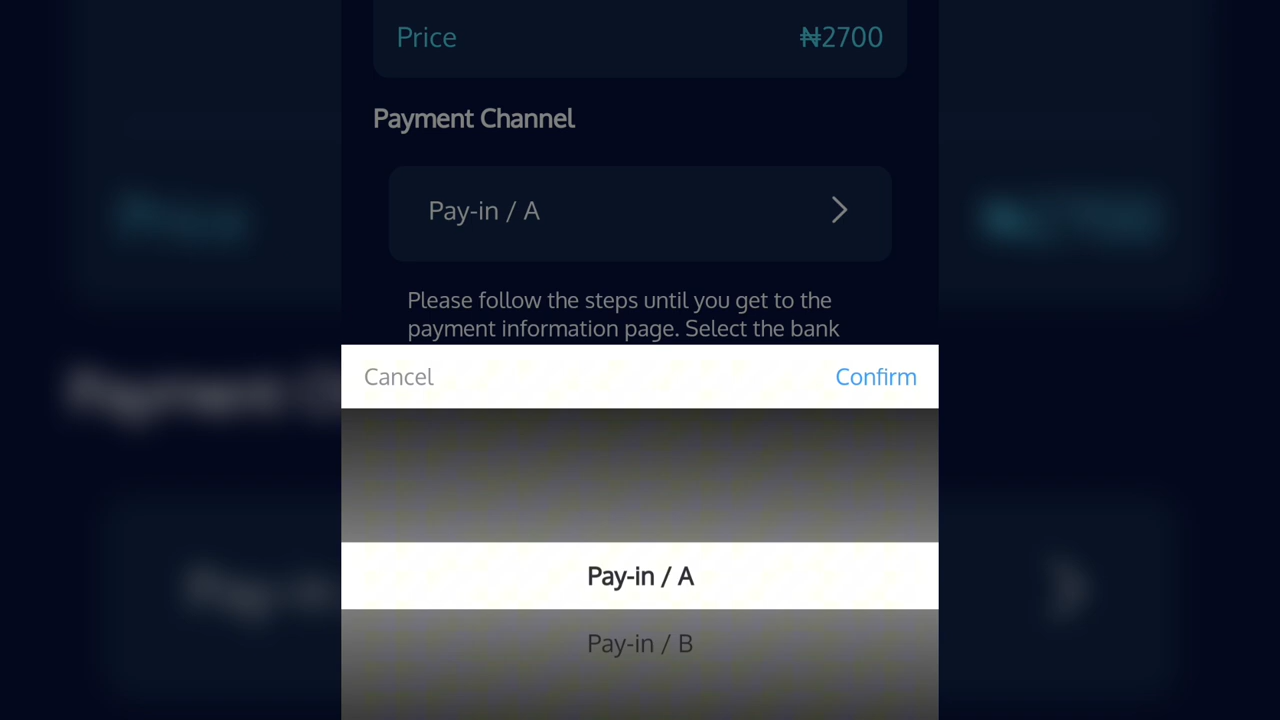 Price ₦2700
Payment Channel
Pay-in / A
Please follow the steps until you get to the
payment information page. Select the bank
Cancel Confirm
Pay-in / A
Pay-in / B